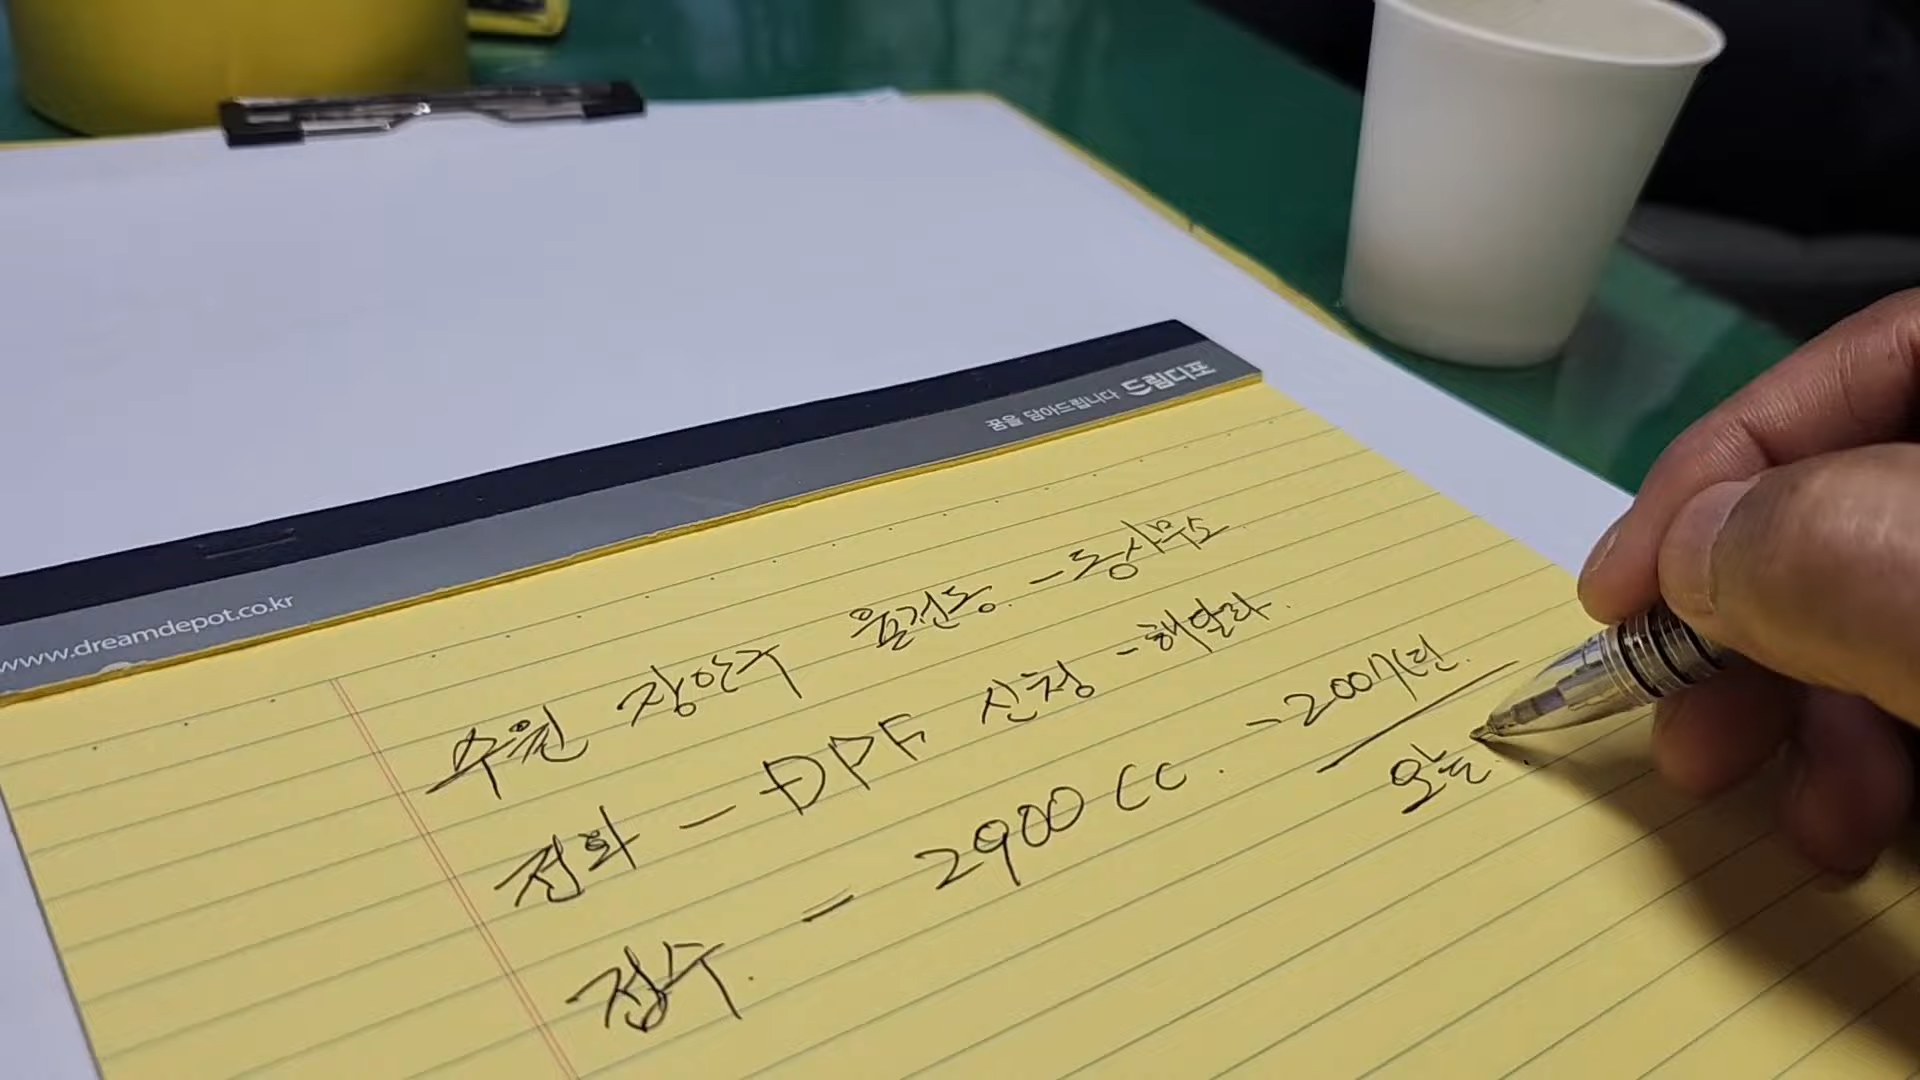 꿈을 담아드립니다 드림디포
www.dreamdepot.co.kr
수원 장안구 율전동 - 동사무소
전화 - DPF 신청 - 해달라.
접수. - 2900 CC. - 2007년
오늘